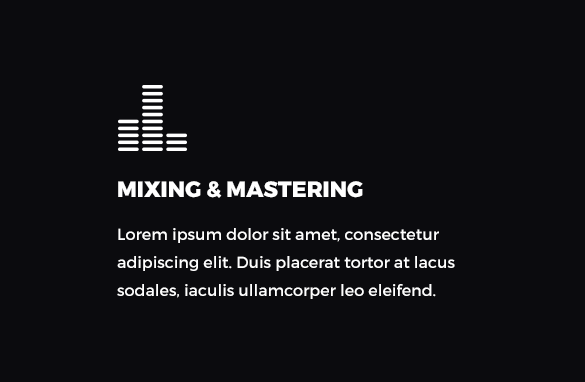 MIXING & MASTERING
Lorem ipsum dolor sit amet, consectetur
adipiscing elit. Duis placerat tortor at lacus
sodales, iaculis ullamcorper leo eleifend.